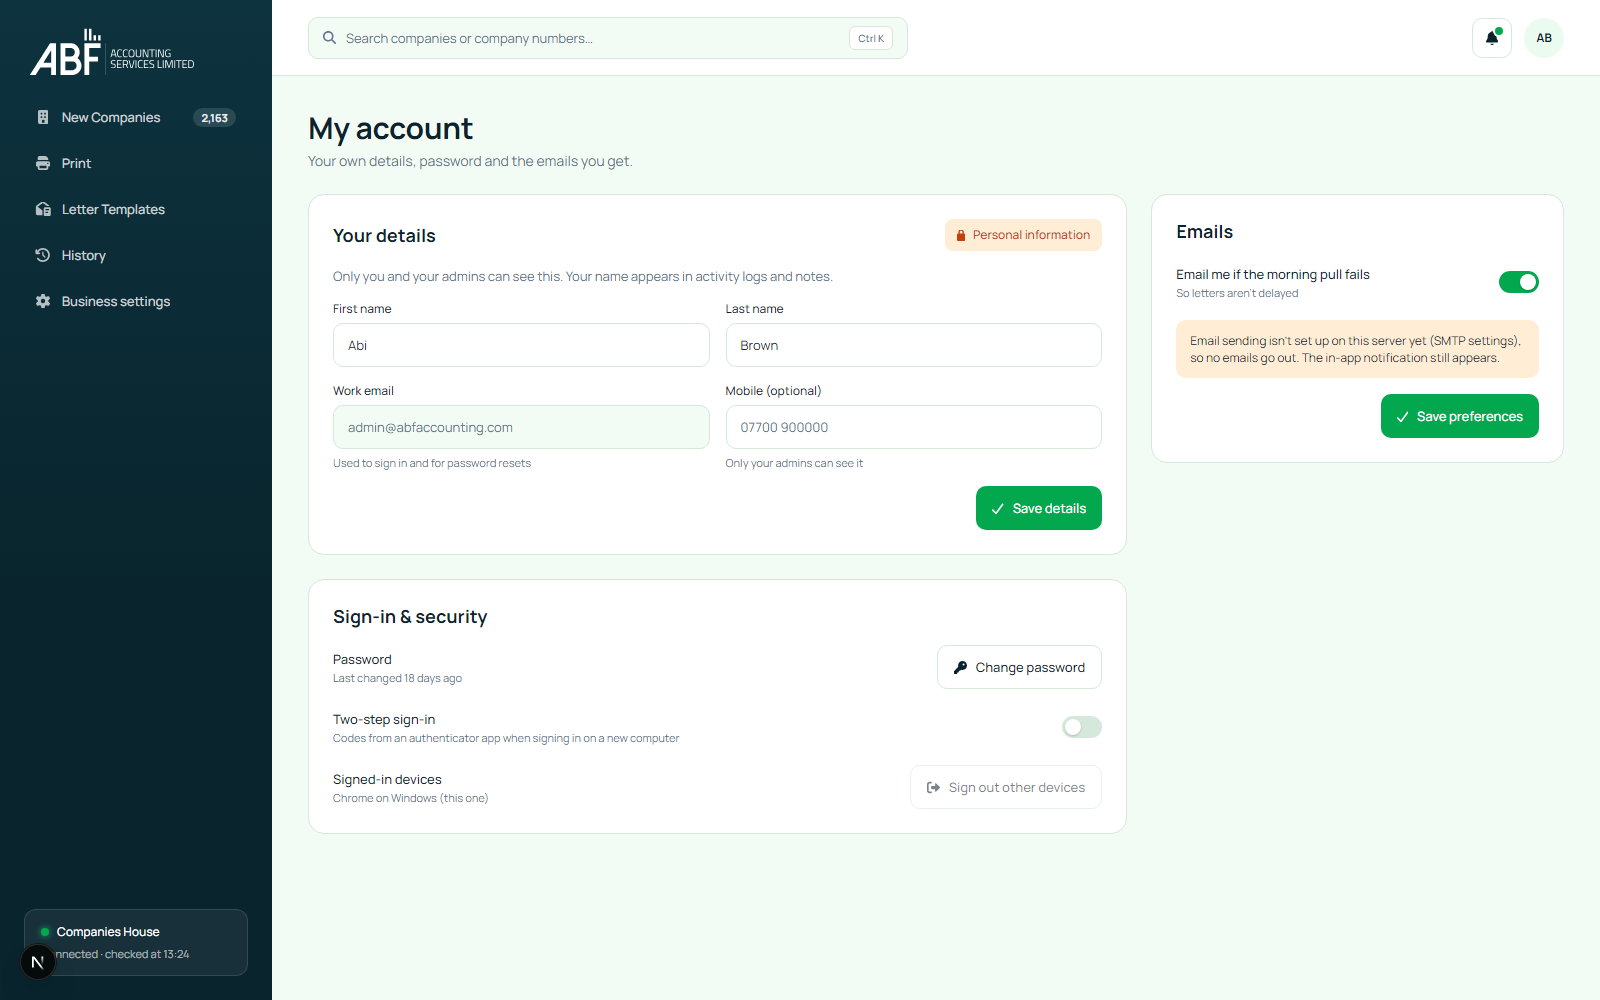 ABF ACCOUNTING
SERVICES LIMITED
New Companies 2,163
Print
Letter Templates
History
Business settings
Companies House
nnected · checked at 13:24
N
Search companies or company numbers...
Ctrl K
AB
My account
Your own details, password and the emails you get.
Your details
Personal information
Only you and your admins can see this. Your name appears in activity logs and notes.
First name
Abi
Last name
Brown
Work email
admin@abfaccounting.com
Used to sign in and for password resets
Mobile (optional)
07700 900000
Only your admins can see it
Save details
Sign-in & security
Password
Last changed 18 days ago
Change password
Two-step sign-in
Codes from an authenticator app when signing in on a new computer
Signed-in devices
Chrome on Windows (this one)
Sign out other devices
Emails
Email me if the morning pull fails
So letters aren't delayed
Email sending isn't set up on this server yet (SMTP settings),
so no emails go out. The in-app notification still appears.
Save preferences